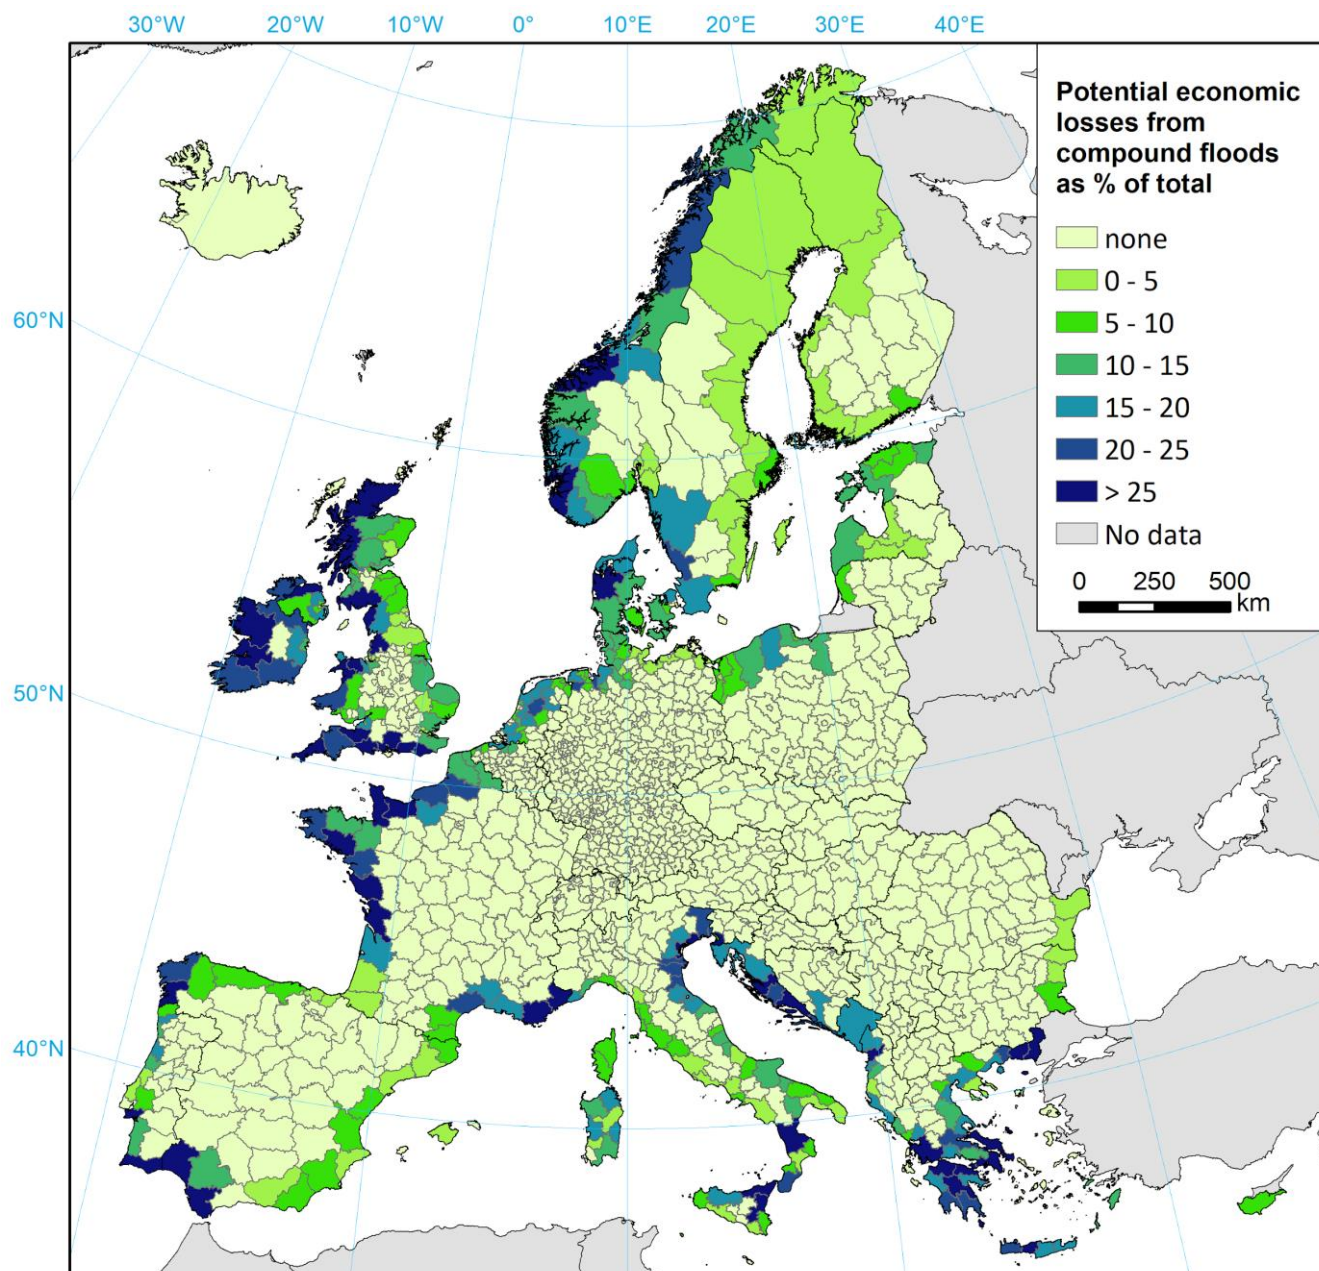 30°W 20°W 10°W 0° 10°E 20°E 30°E 40°E
60°N
50°N
40°N
Potential economic
losses from
compound floods
as % of total
none
0 - 5
5 - 10
10 - 15
15 - 20
20 - 25
> 25
No data
0 250 500
km